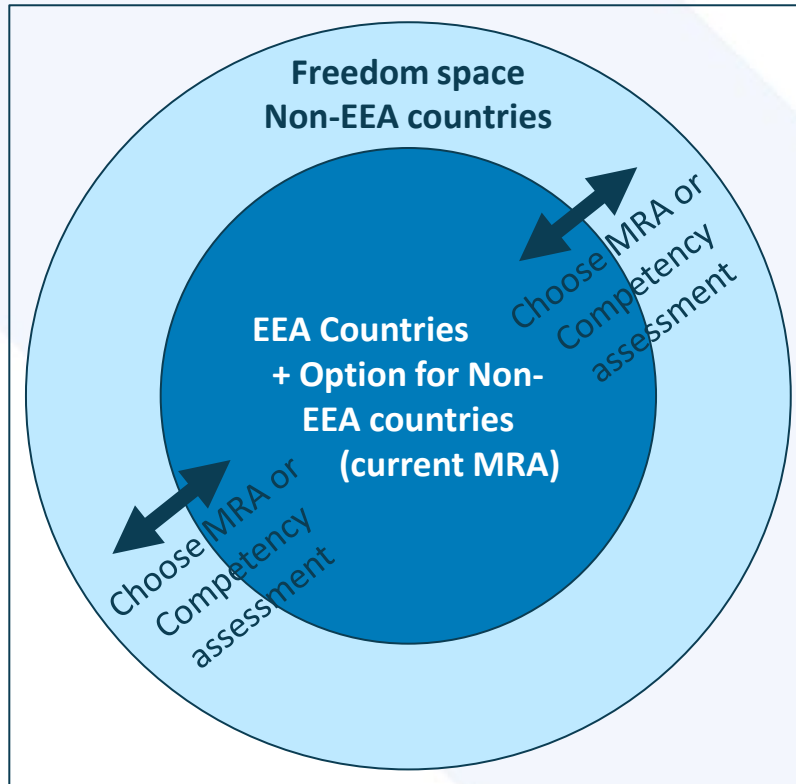 Freedom space
Non-EEA countries
Choose MRA or
Competency
assessment
EEA Countries
+ Option for Non-
EEA countries
(current MRA)
Choose MRA or
Competency
assessment